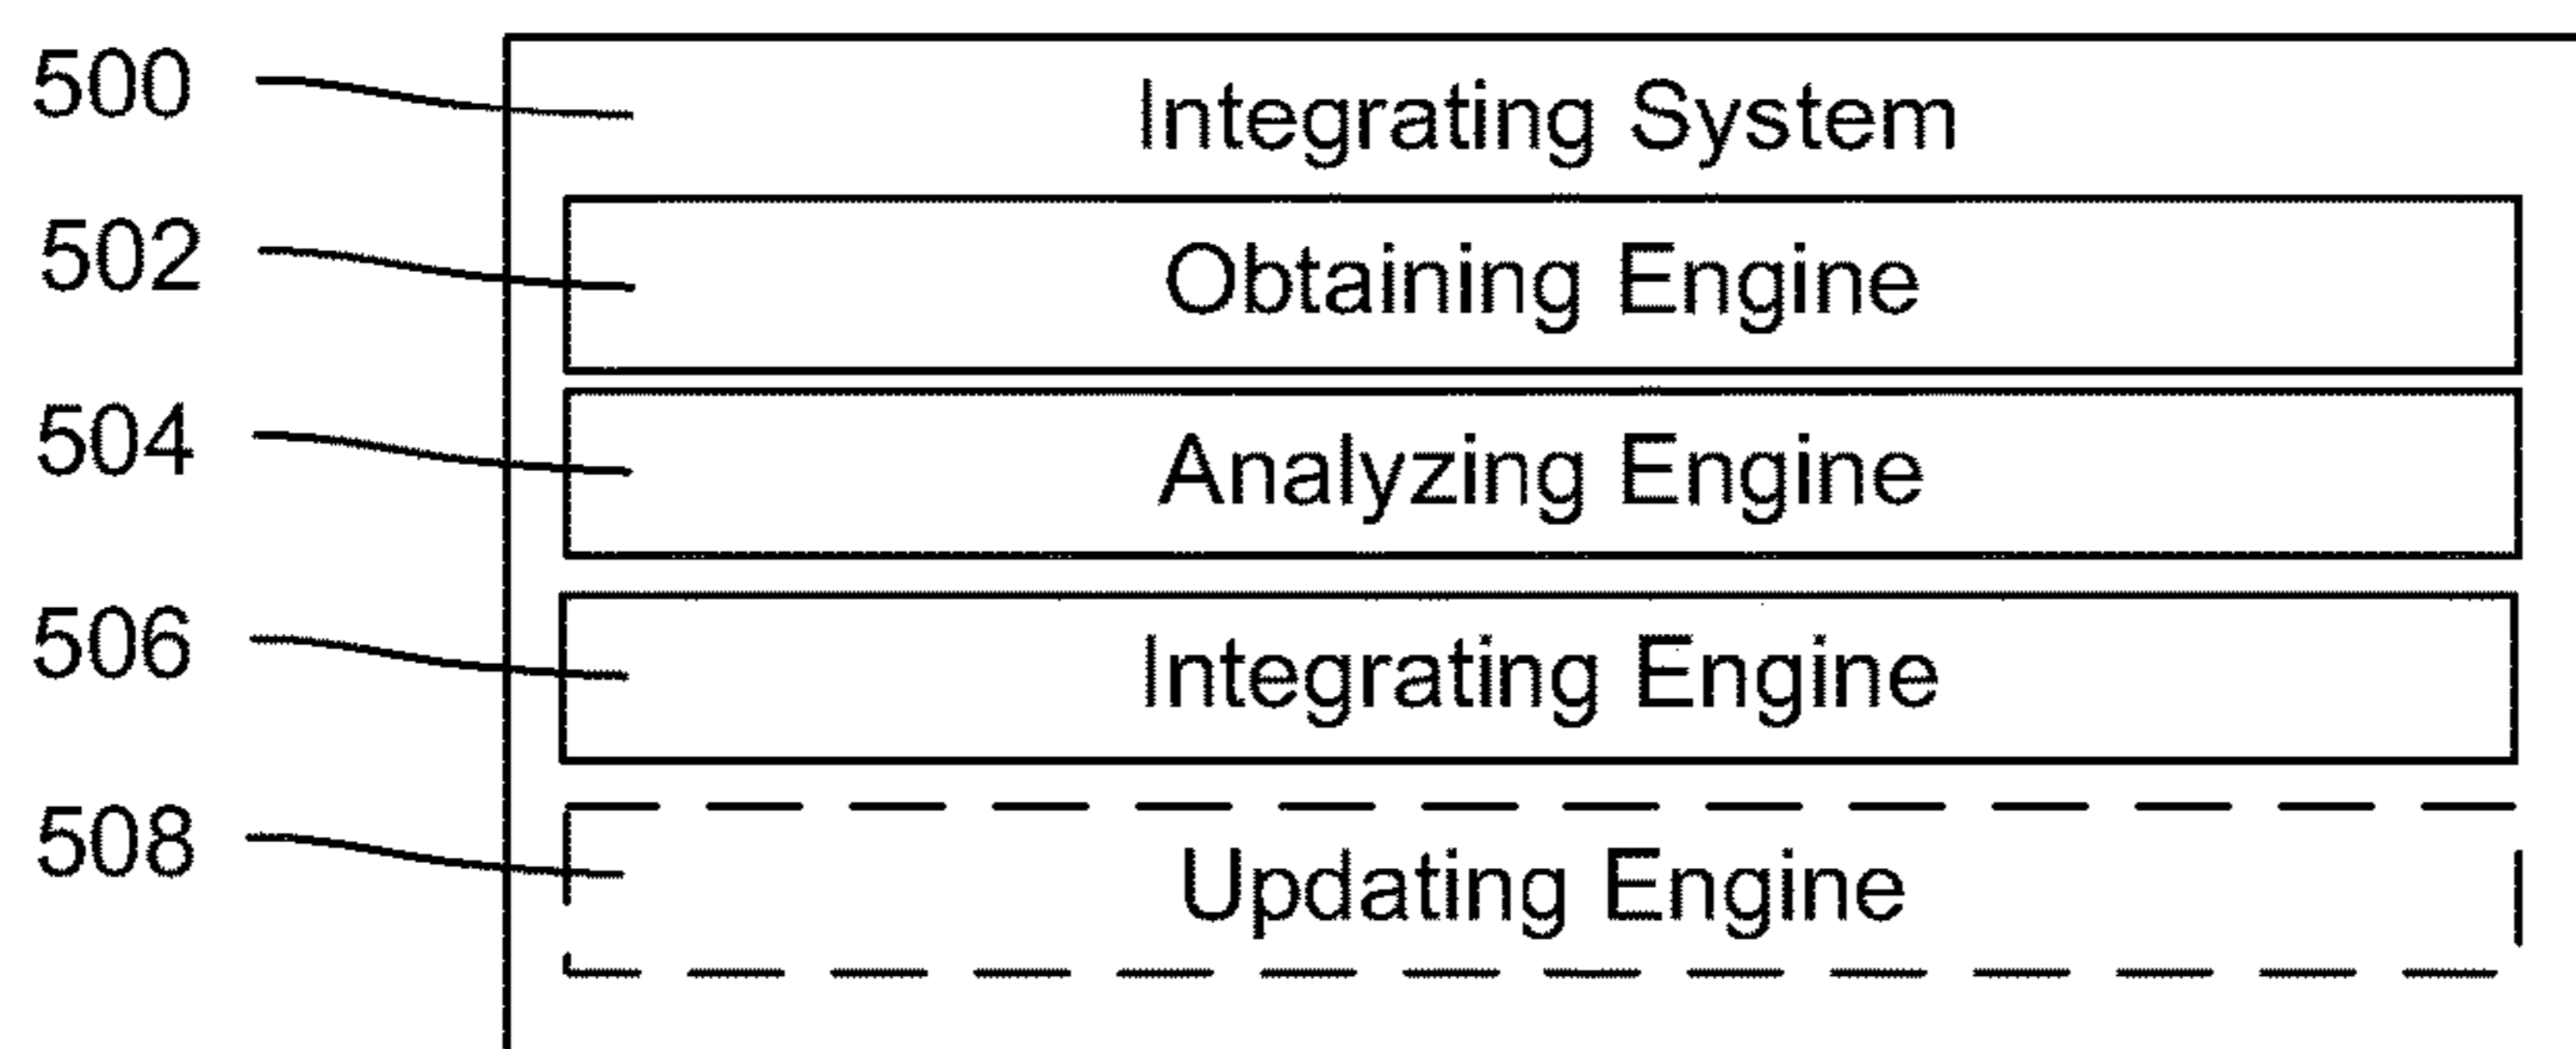 500 Integrating System
502 Obtaining Engine
504 Analyzing Engine
506 Integrating Engine
508 Updating Engine